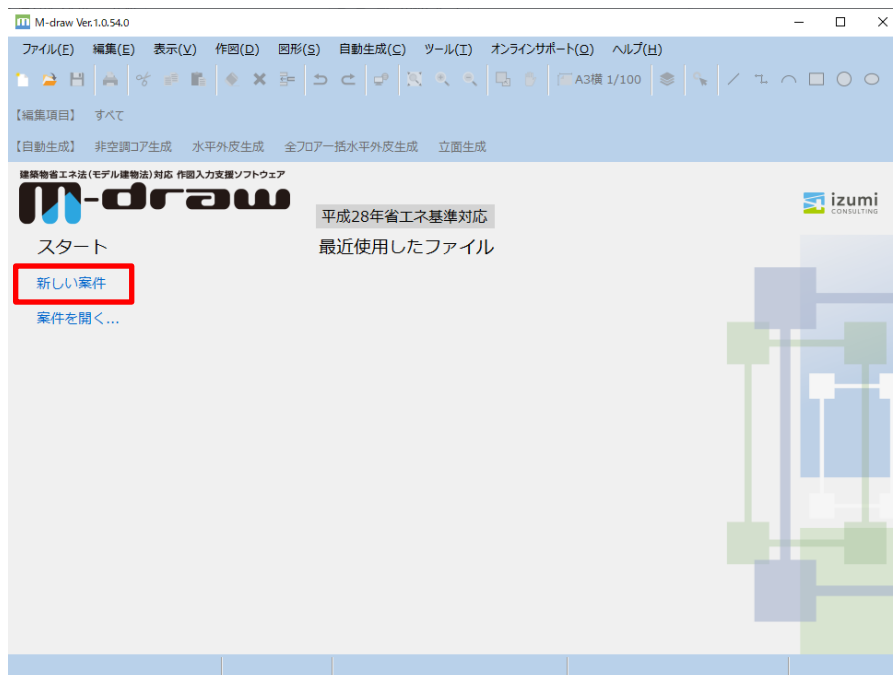 M-draw Ver.1.0.54.0
ファイル(F) 編集(E) 表示(V) 作図(D) 図形(S) 自動生成(C) ツール(T) オンラインサポート(O) ヘルプ(H)
A3横 1/100
【編集項目】 すべて
【自動生成】 非空調コア生成 水平外皮生成 全フロア一括水平外皮生成 立面生成
建築物省エネ法(モデル建物法)対応 作図入力支援ソフトウェア
m-draw
平成28年省エネ基準対応
izumi
CONSULTING
スタート
最近使用したファイル
新しい案件
案件を開く...